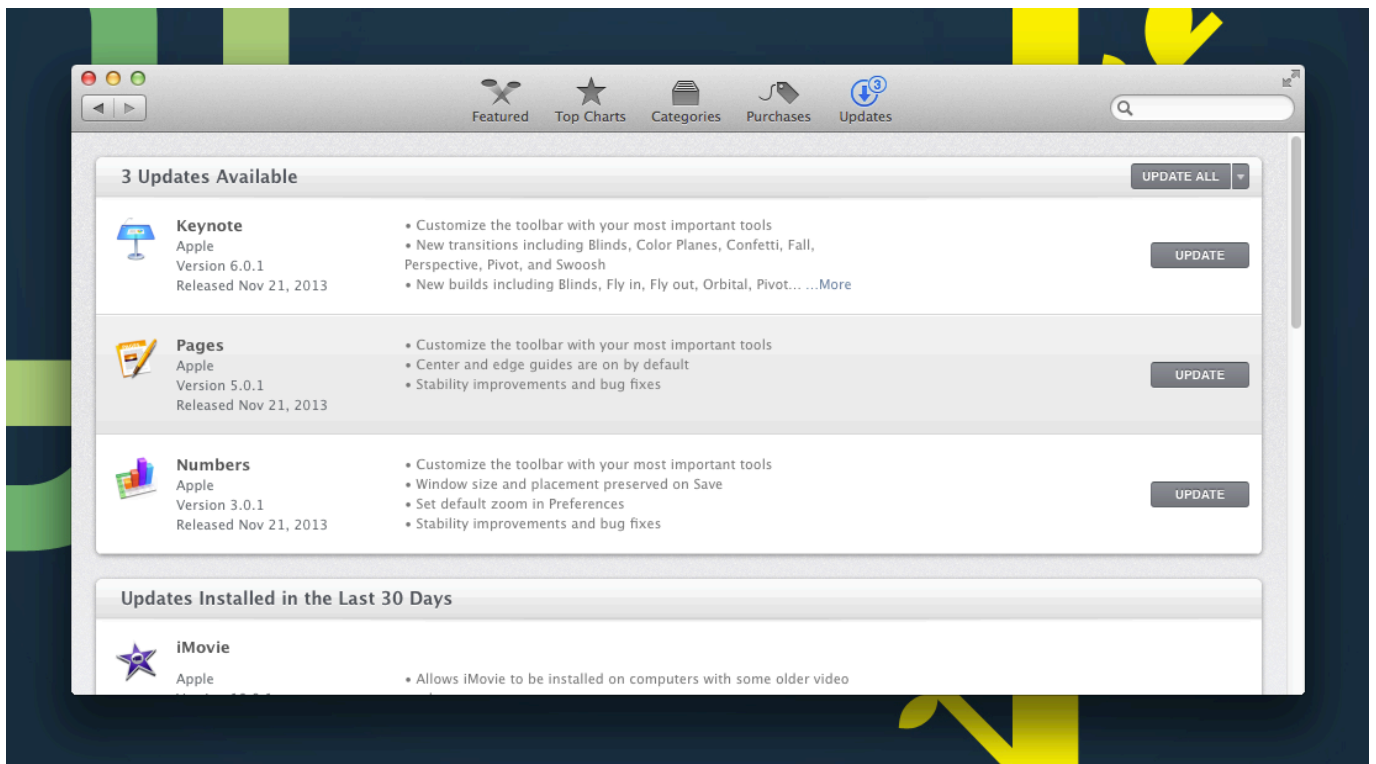 Featured
Top Charts
Categories
Purchases
3
Updates
3 Updates Available
UPDATE ALL
Keynote
Apple
Version 6.0.1
Released Nov 21, 2013
• Customize the toolbar with your most important tools
• New transitions including Blinds, Color Planes, Confetti, Fall,
Perspective, Pivot, and Swoosh
• New builds including Blinds, Fly in, Fly out, Orbital, Pivot... ...More
UPDATE
Pages
Apple
Version 5.0.1
Released Nov 21, 2013
• Customize the toolbar with your most important tools
• Center and edge guides are on by default
• Stability improvements and bug fixes
UPDATE
Numbers
Apple
Version 3.0.1
Released Nov 21, 2013
• Customize the toolbar with your most important tools
• Window size and placement preserved on Save
• Set default zoom in Preferences
• Stability improvements and bug fixes
UPDATE
Updates Installed in the Last 30 Days
iMovie
Apple
• Allows iMovie to be installed on computers with some older video